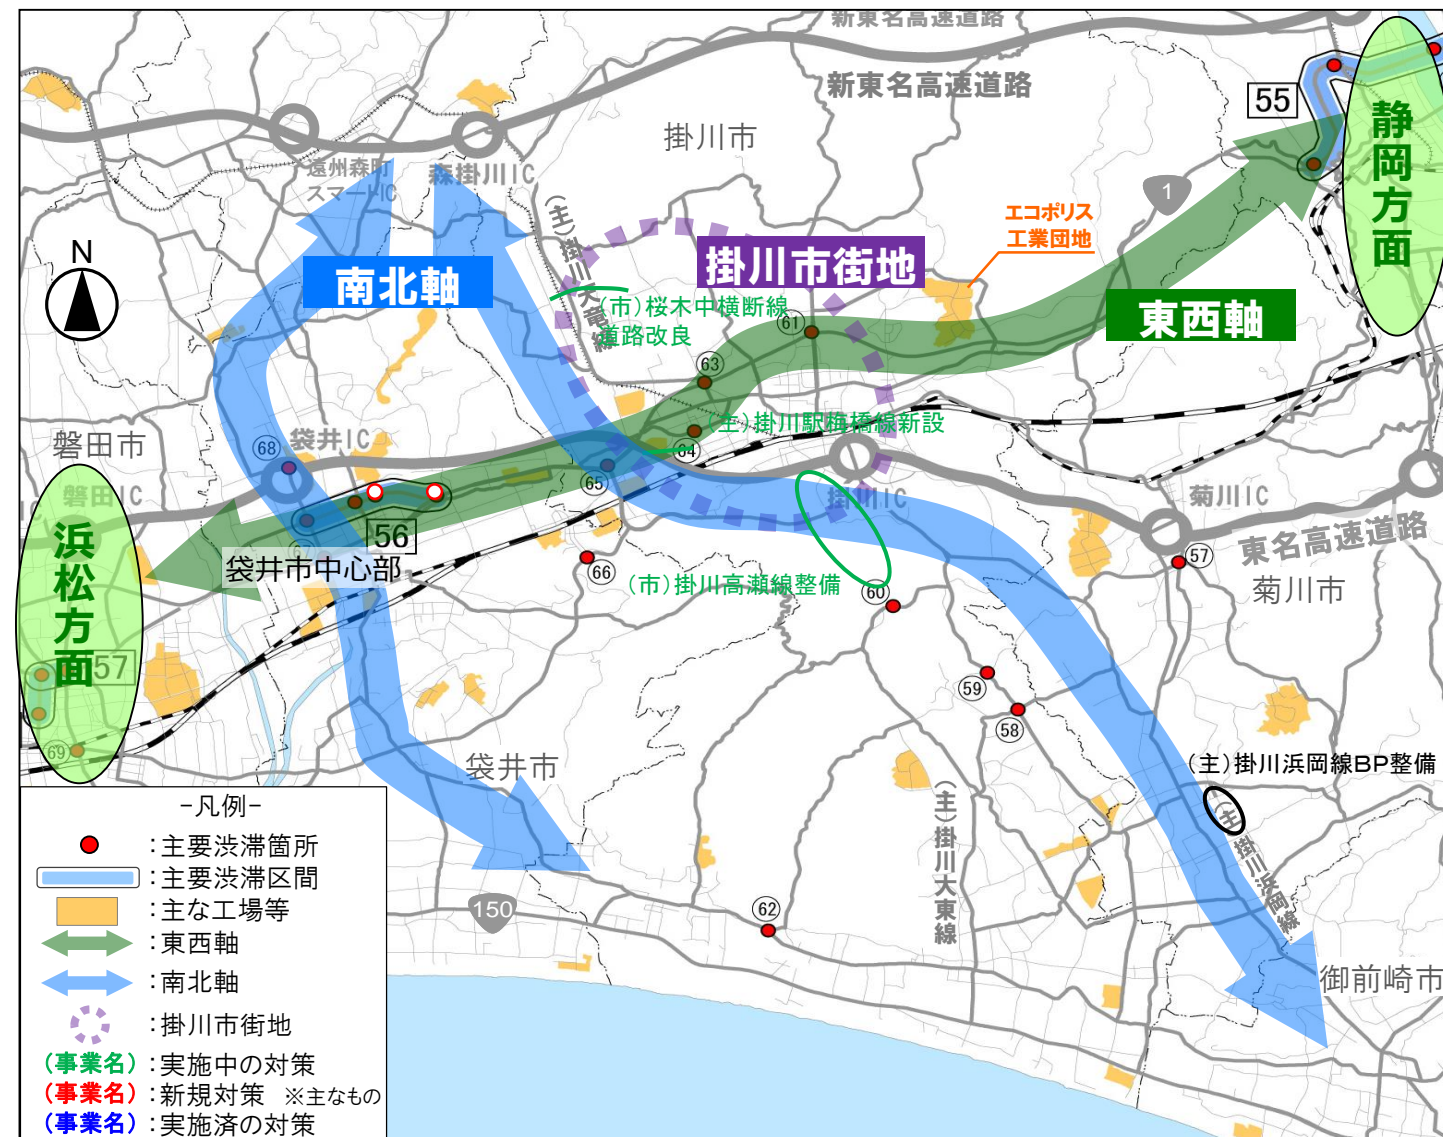 新東名高速道路
新東名高速道路
55
静岡方面
掛川市
遠州森町
スマートIC
森掛川IC
1
(主)掛川天竜線
エコポリス
工業団地
N
掛川市街地
南北軸
東西軸
(市)桜木中横断線
道路改良
61
63
(主)掛川駅梅橋線新設
64
磐田市
68
袋井IC
65
掛川IC
磐田IC
菊川IC
浜松方面
67
56
東名高速道路
袋井市中心部
66
57
(市)掛川高瀬線整備
菊川市
60
57
59
58
69
袋井市
(主)掛川浜岡線BP整備
(主)掛川浜岡線
(主)掛川大東線
150
62
御前崎市
-凡例-
:主要渋滞箇所
:主要渋滞区間
:主な工場等
:東西軸
:南北軸
:掛川市街地
(事業名):実施中の対策
(事業名):新規対策 ※主なもの
(事業名):実施済の対策